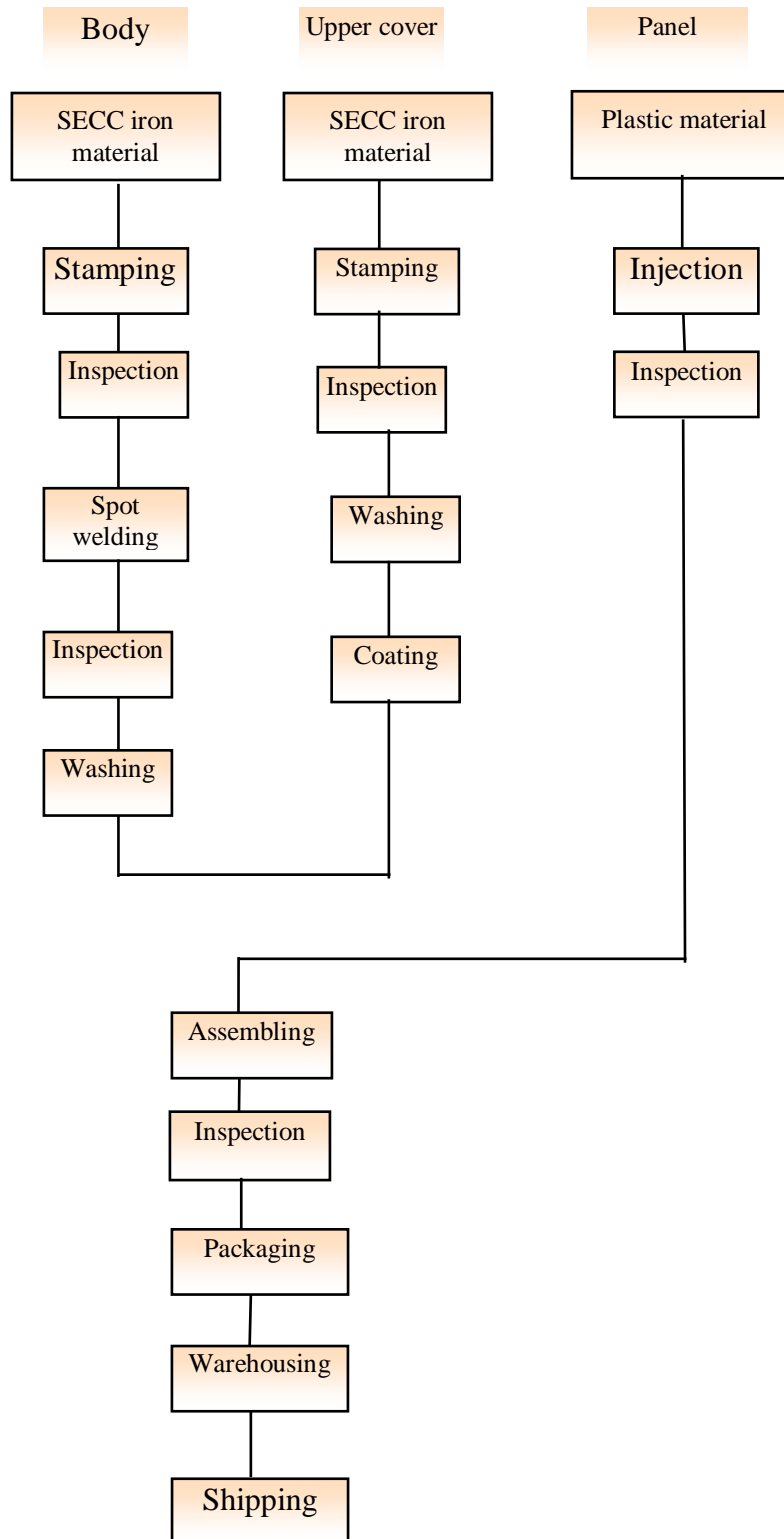 Body
SECC iron
material
Stamping
Inspection
Spot
welding
Inspection
Washing
Upper cover
SECC iron
material
Stamping
Inspection
Washing
Coating
Panel
Plastic material
Injection
Inspection
Assembling
Inspection
Packaging
Warehousing
Shipping